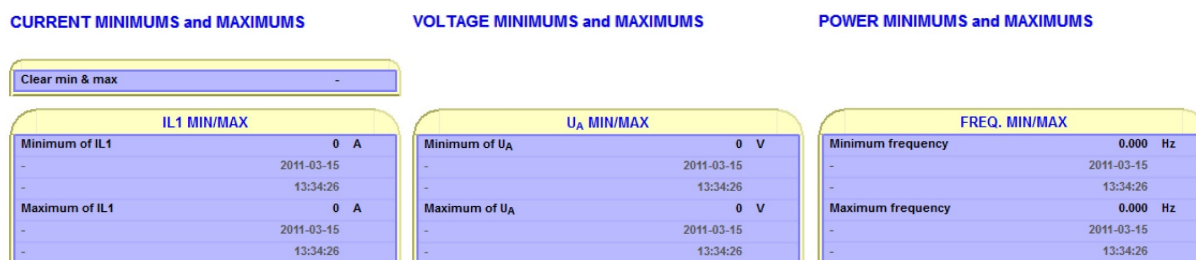 CURRENT MINIMUMS and MAXIMUMS
Clear min & max -
IL1 MIN/MAX
Minimum of IL1 0 A
- 2011-03-15
- 13:34:26
Maximum of IL1 0 A
- 2011-03-15
- 13:34:26
VOLTAGE MINIMUMS and MAXIMUMS
UA MIN/MAX
Minimum of UA 0 V
- 2011-03-15
- 13:34:26
Maximum of UA 0 V
- 2011-03-15
- 13:34:26
POWER MINIMUMS and MAXIMUMS
FREQ. MIN/MAX
Minimum frequency 0.000 Hz
- 2011-03-15
- 13:34:26
Maximum frequency 0.000 Hz
- 2011-03-15
- 13:34:26